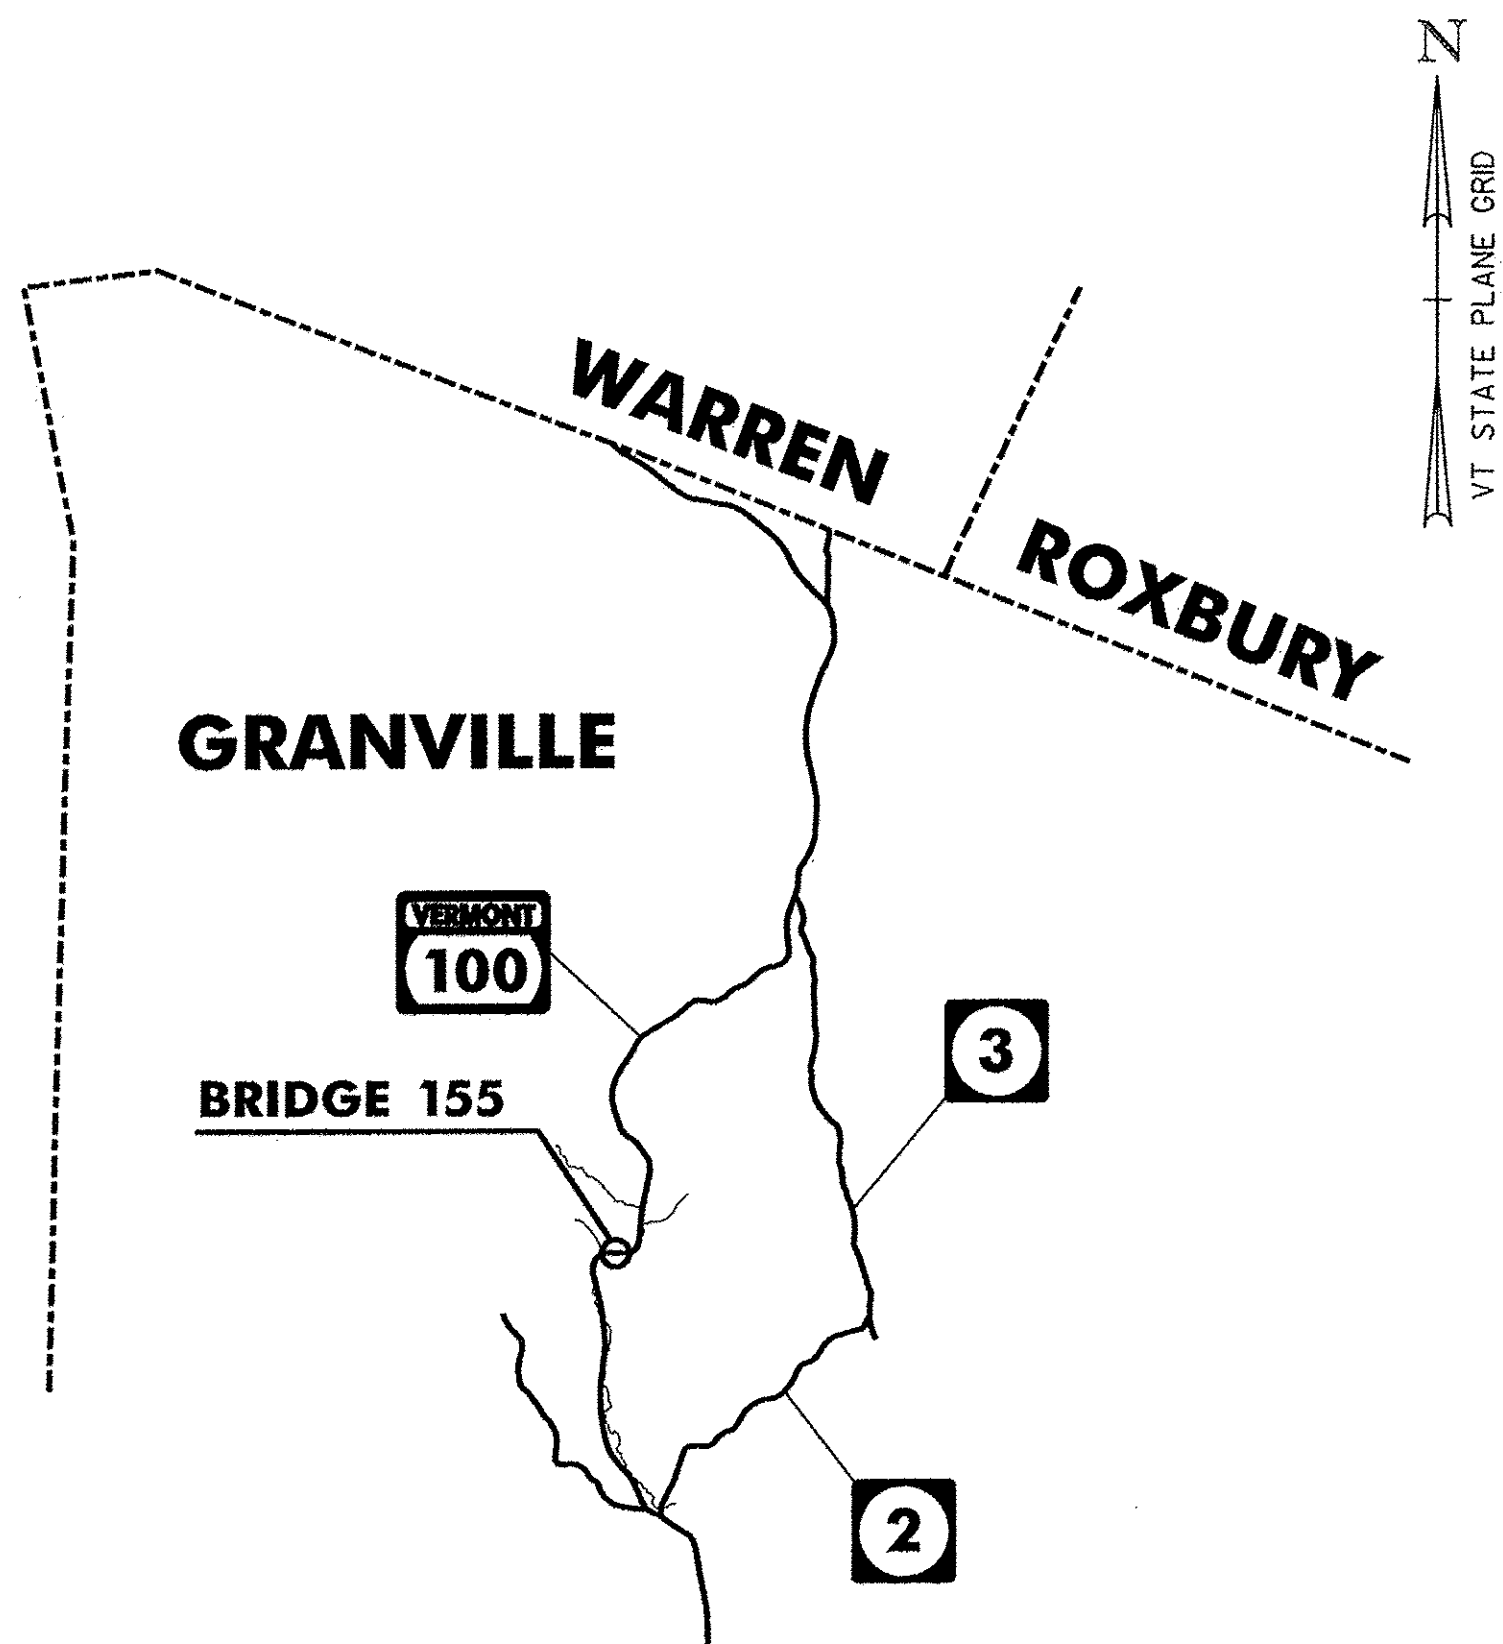 N
VT STATE PLANE GRID
WARREN
ROXBURY
GRANVILLE
VERMONT
100
3
BRIDGE 155
2